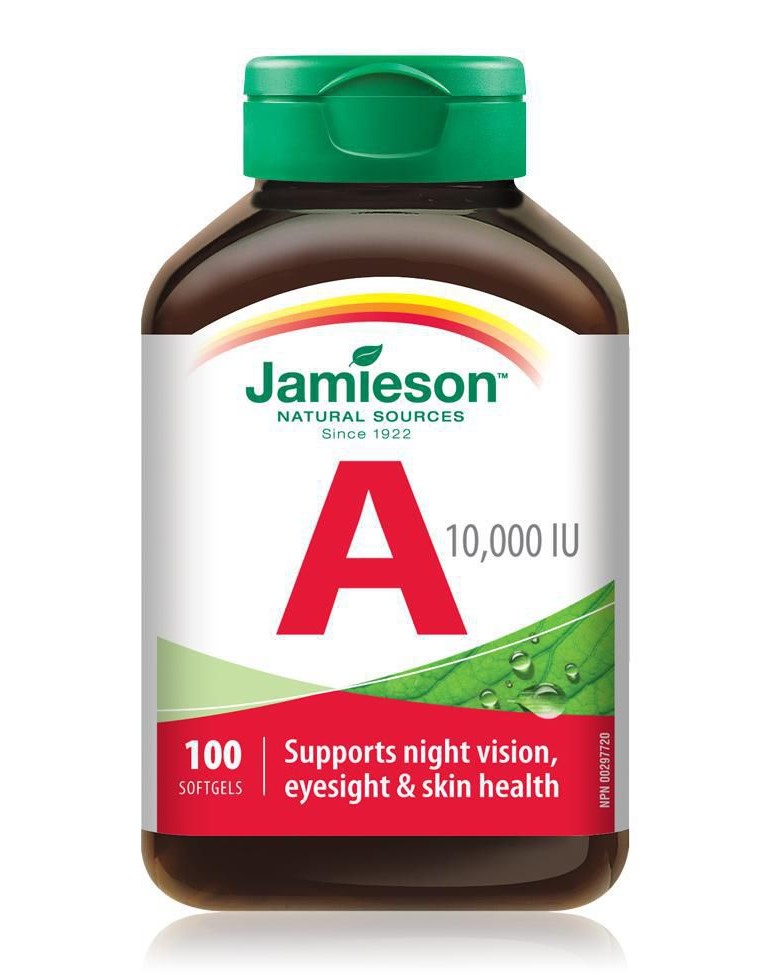 Jamieson™
NATURAL SOURCES
Since 1922
A
10,000 IU
100
SOFTGELS
Supports night vision,
eyesight & skin health
NPN 00297720